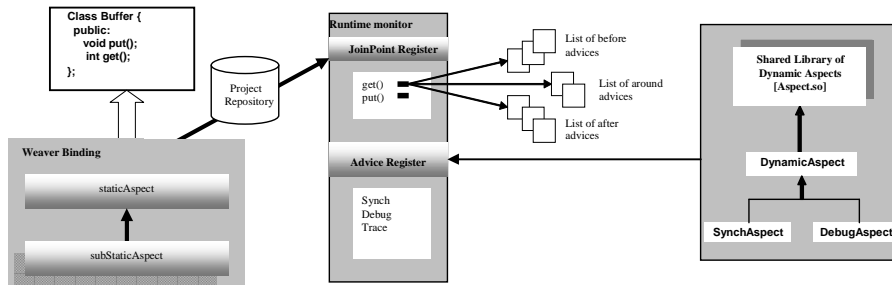 Class Buffer {
public:
void put();
int get();
};
Project
Repository
Weaver Binding
staticAspect
subStaticAspect
Runtime monitor
JoinPoint Register
get()
put()
Advice Register
Synch
Debug
Trace
List of before
advices
List of around
advices
List of after
advices
Shared Library of
Dynamic Aspects
[Aspect.so]
DynamicAspect
SynchAspect
DebugAspect